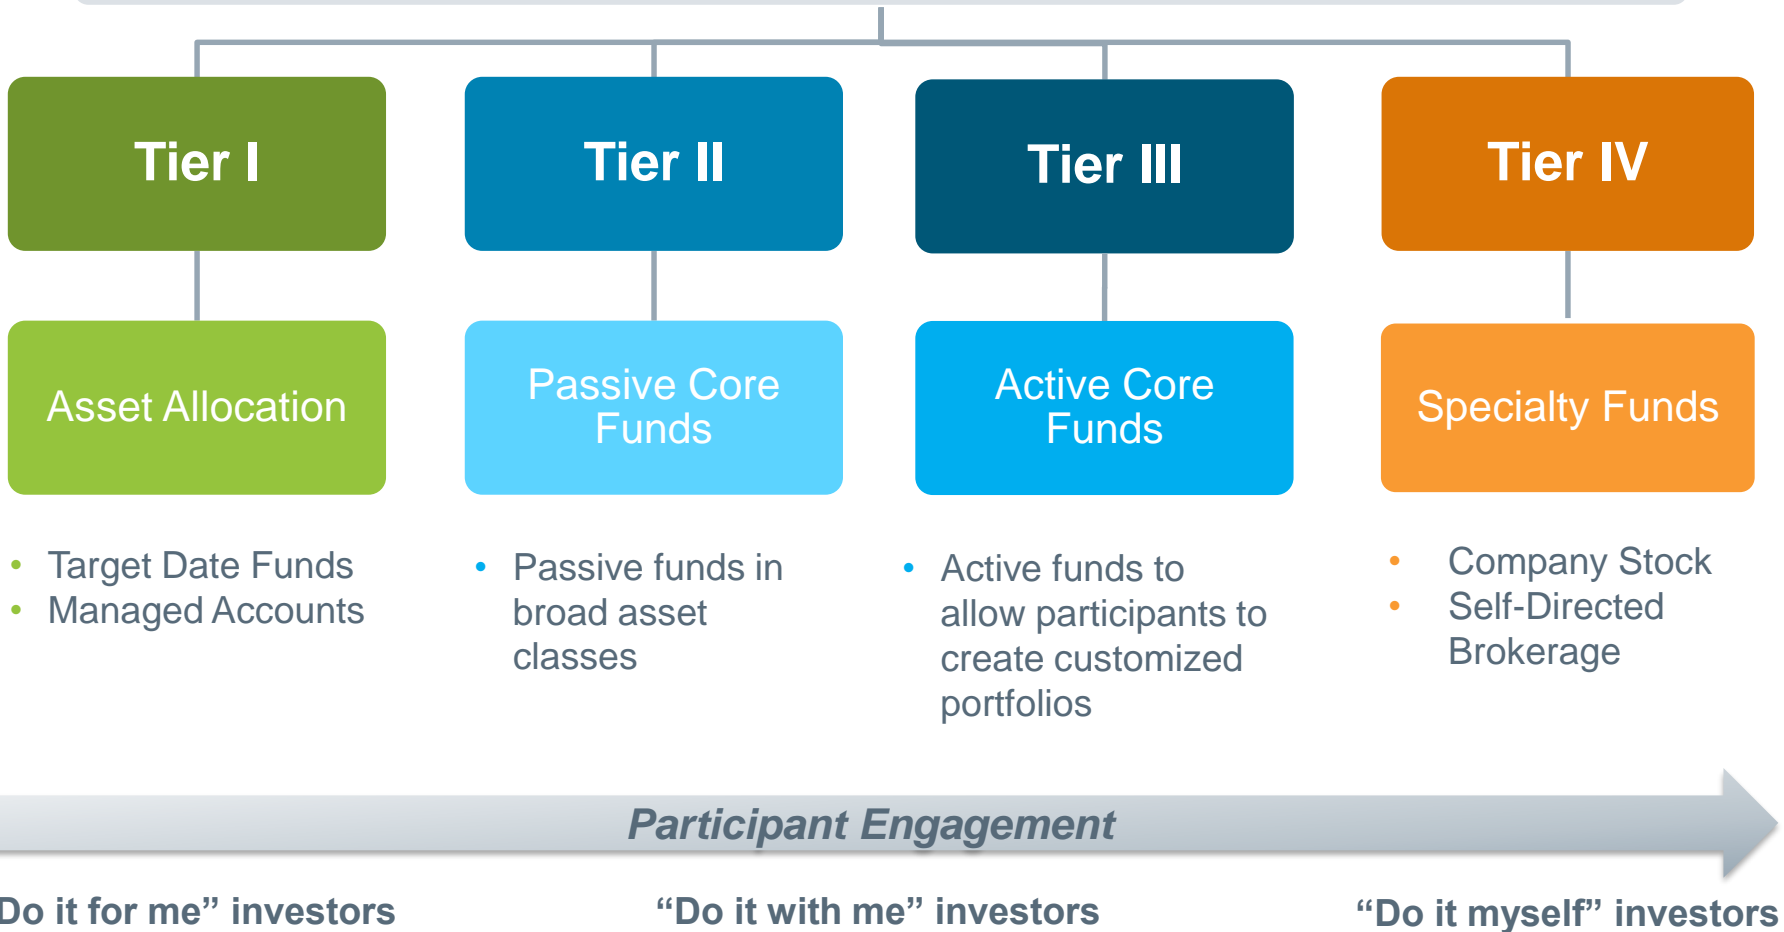 Tier I
Tier II
Tier III
Tier IV
Asset Allocation
Passive Core
Funds
Active Core
Funds
Specialty Funds
• Target Date Funds
• Managed Accounts
• Passive funds in
broad asset
classes
• Active funds to
allow participants to
create customized
portfolios
• Company Stock
• Self-Directed
Brokerage
Participant Engagement
Do it for me” investors
“Do it with me” investors
“Do it myself” investors